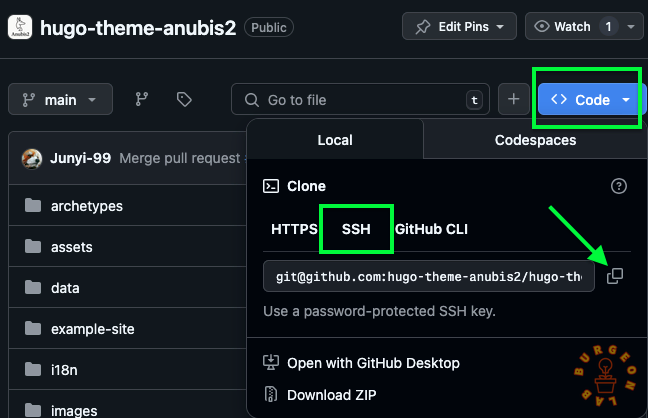 Anubis2
hugo-theme-anubis2 Public
Edit Pins
Watch 1
main
Go to file t
Code
Local Codespaces
Junyi-99 Merge pull request
Clone
archetypes
HTTPS SSH GitHub CLI
assets
git@github.com:hugo-theme-anubis2/hugo-th
data
Use a password-protected SSH key.
example-site
Open with GitHub Desktop
i18n
Download ZIP
images
BURGEON
LAB